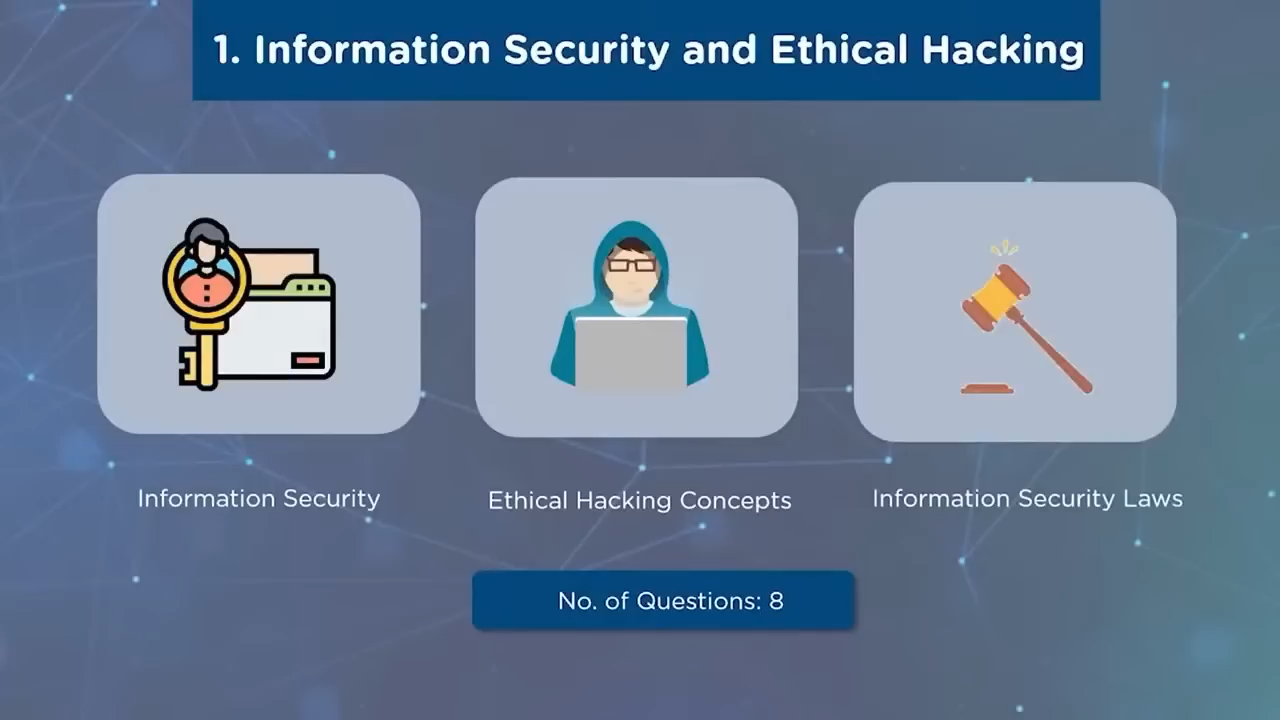 1. Information Security and Ethical Hacking
Information Security
Ethical Hacking Concepts
Information Security Laws
No. of Questions: 8